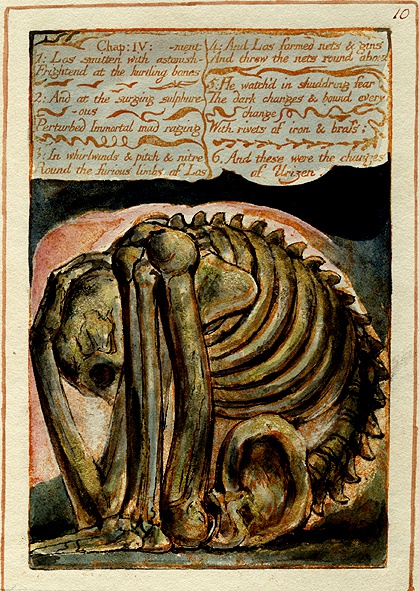 10
Chap: IV:
-ment
1: Los smitten with astonish-
Frightend at the hurtling bones
2: And at the surging sulphure-
-ous
Perturbed Immortal mad raging
3: In whirlwinds & pitch & nitre
Round the furious limbs of Los
4: And Los formed nets & gins
And threw the nets round about
5: He watch'd in shuddring fear
The dark changes & bound every
change
With rivets of iron & brass;
6. And these were the changes
of Urizen.